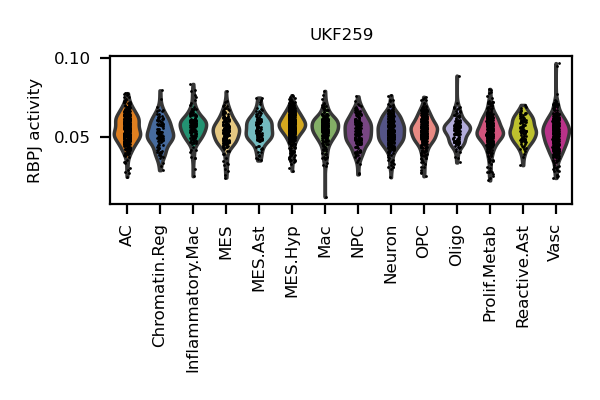 UKF259
RBPJ activity
0.10
0.05
AC
Chromatin.Reg
Inflammatory.Mac
MES
MES.Ast
MES.Hyp
Mac
NPC
Neuron
OPC
Oligo
Prolif.Metab
Reactive.Ast
Vasc